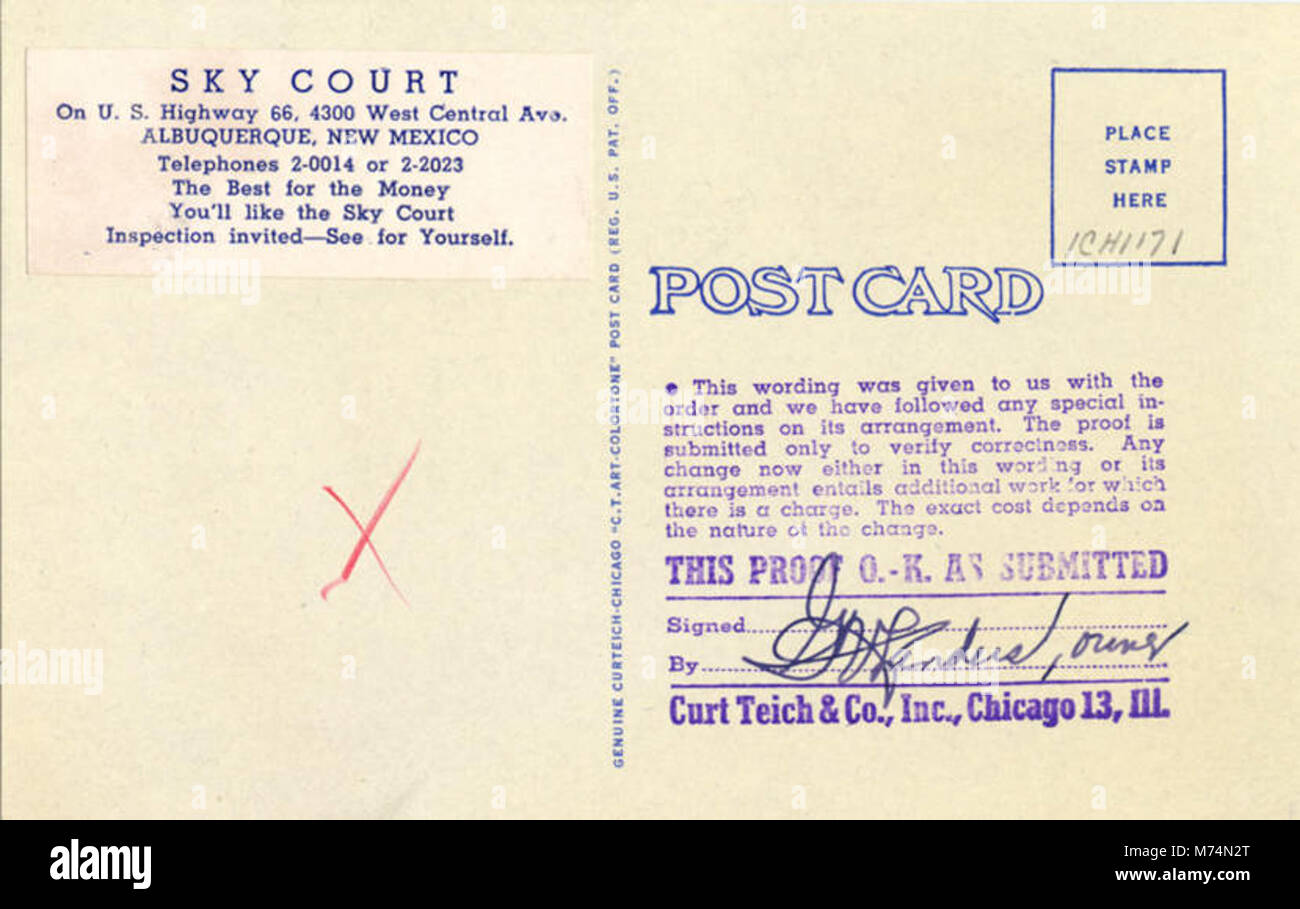 SKY COURT
On U. S. Highway 66, 4300 West Central Ave.
ALBUQUERQUE, NEW MEXICO
Telephones 2-0014 or 2-2023
The Best for the Money
You'll like the Sky Court
Inspection invited—See for Yourself.
GENUINE CURTEICH-CHICAGO "C.T.ART-COLORTONE" POST CARD (REG. U.S. PAT. OFF.)
PLACE
STAMP
HERE
1CH1171
POST CARD
• This wording was given to us with the
order and we have followed any special in-
structions on its arrangement. The proof is
submitted only to verify correctness. Any
change now either in this wording or its
arrangement entails additional work for which
there is a charge. The exact cost depends on
the nature of the change.
THIS PROOF O.-K. AS SUBMITTED
Signed
By
, owner
Curt Teich & Co., Inc., Chicago 13, Ill.
alamy
Image ID: M74N2T
www.alamy.com